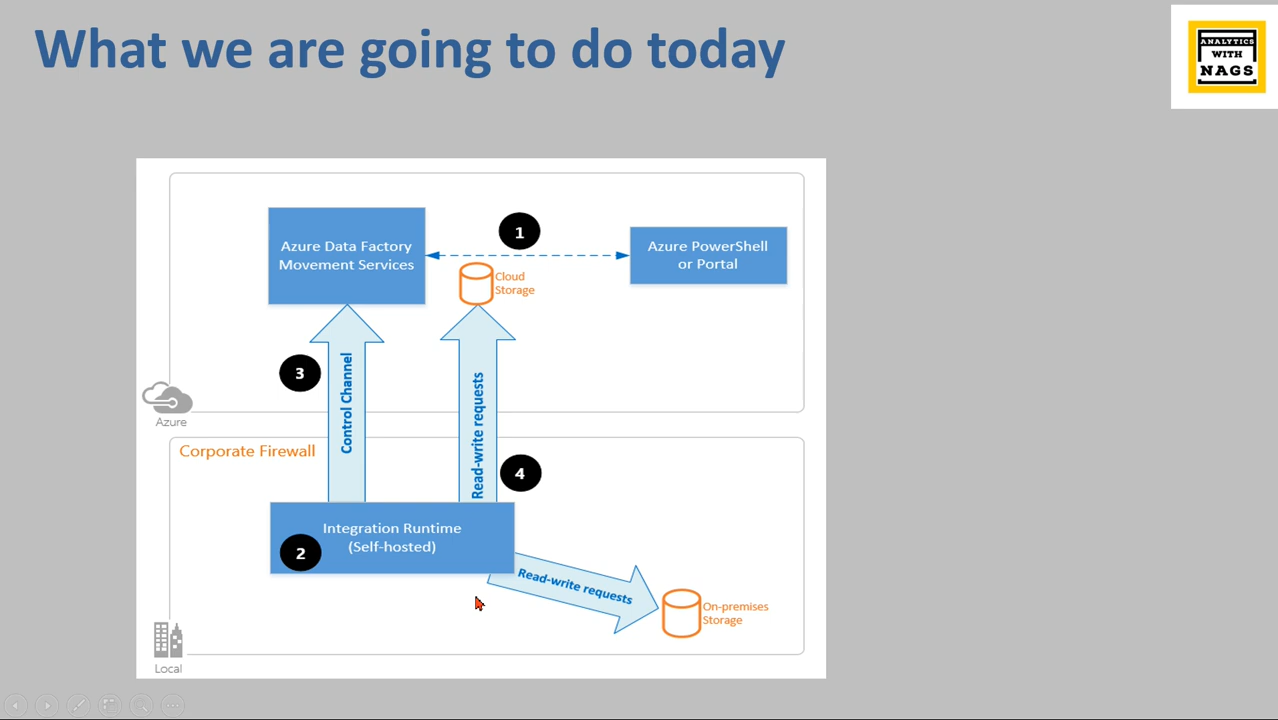 What we are going to do today
ANALYTICS
WITH
NAGS
Azure Data Factory
Movement Services
1
Azure PowerShell
or Portal
Cloud
Storage
3
Control Channel
Read-write requests
Azure
Corporate Firewall
4
Integration Runtime
(Self-hosted)
2
Read-write requests
On-premises
Storage
Local